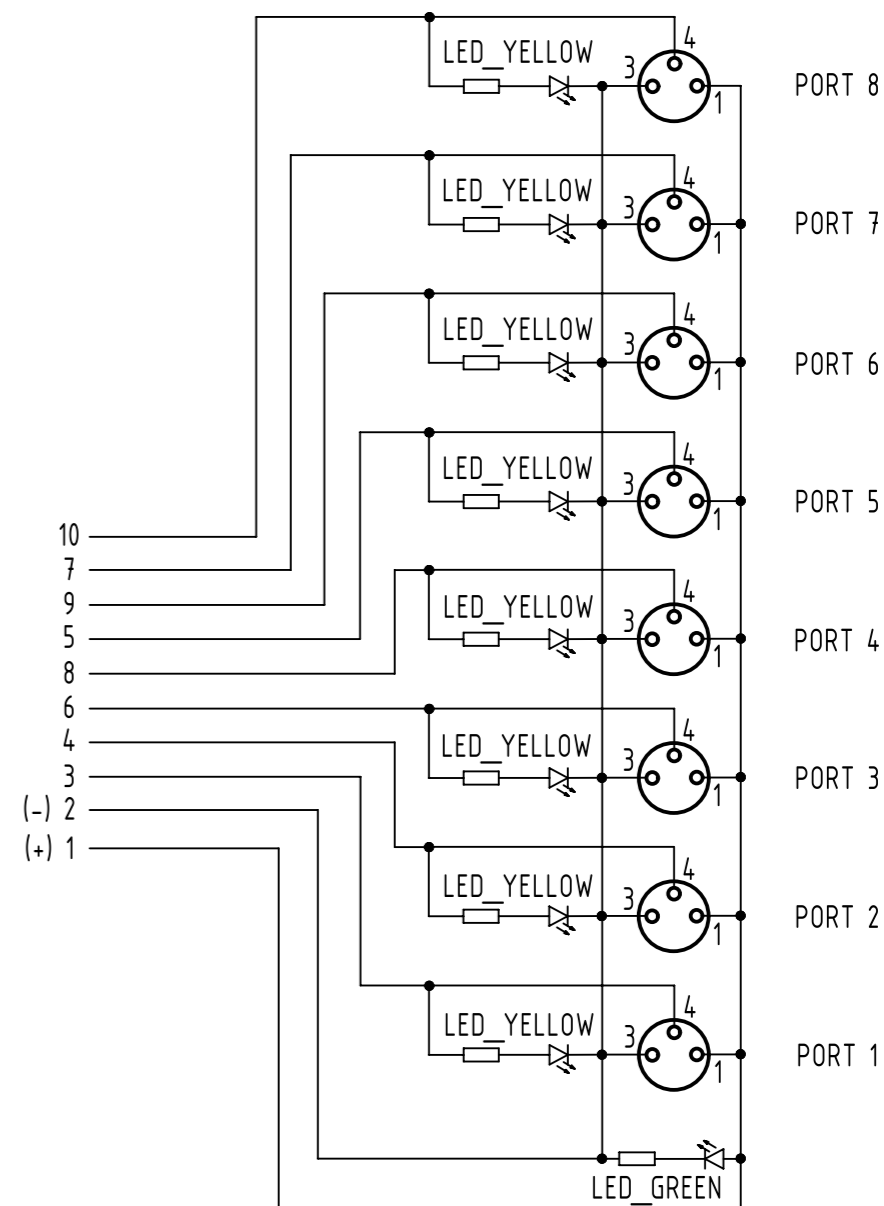 4
LED_YELLOW
3
PORT 8
1
4
LED_YELLOW
3
PORT 7
1
4
LED_YELLOW
3
PORT 6
1
4
LED_YELLOW
3
PORT 5
1
10
7
9
5
8
6
4
3
(-) 2
(+) 1
4
LED_YELLOW
3
PORT 4
1
4
LED_YELLOW
3
PORT 3
1
4
LED_YELLOW
3
PORT 2
1
4
LED_YELLOW
3
PORT 1
1
LED_GREEN